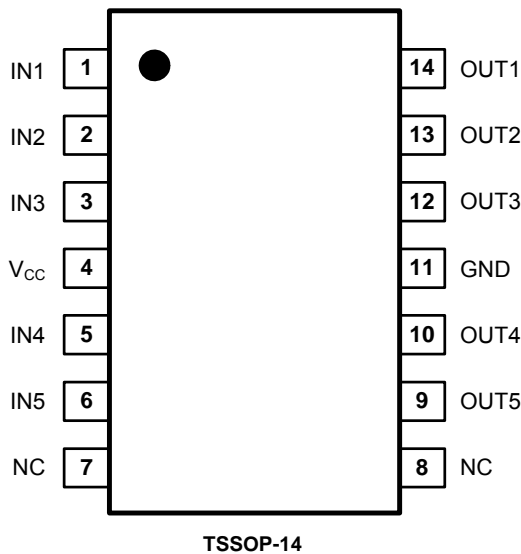 IN1 1 14 OUT1
IN2 2 13 OUT2
IN3 3 12 OUT3
VCC 4 11 GND
IN4 5 10 OUT4
IN5 6 9 OUT5
NC 7 8 NC
TSSOP-14